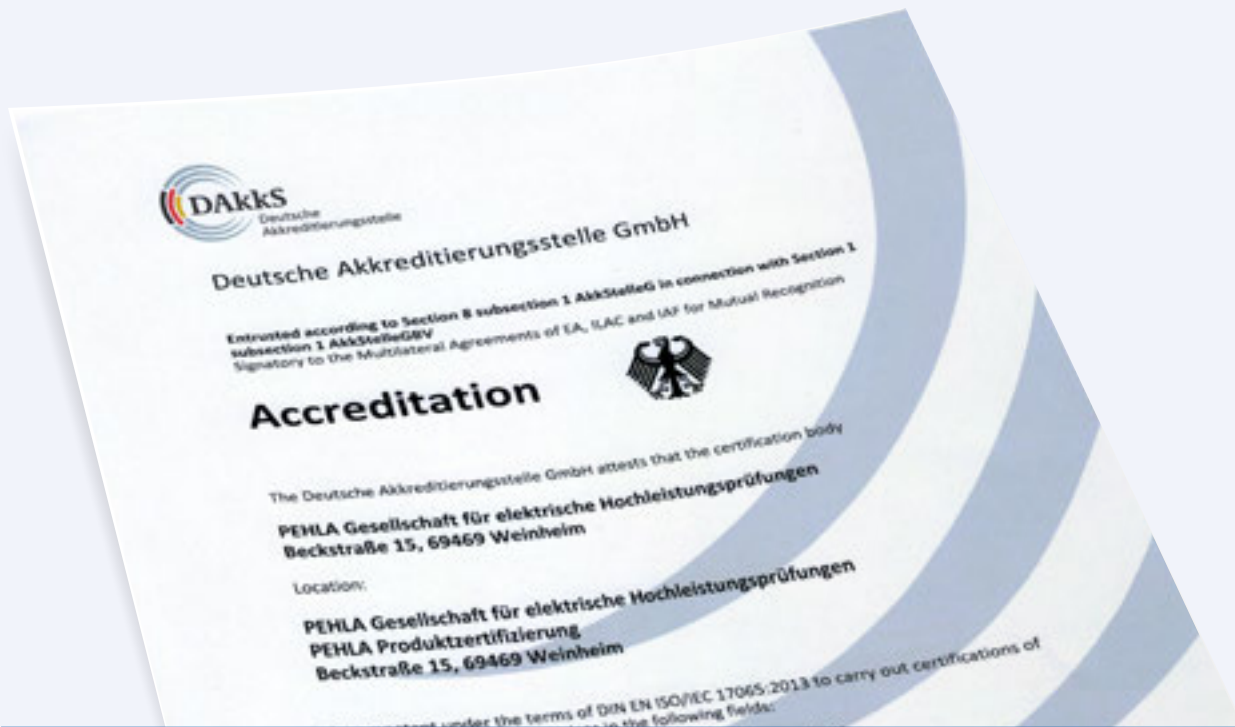 DAkkS
Deutsche
Akkreditierungsstelle
Deutsche Akkreditierungsstelle GmbH
Entrusted according to Section 8 subsection 1 AkkStelleG in connection with Section 1
subsection 1 AkkStelleGBV
Signatory to the Multilateral Agreements of EA, ILAC and IAF for Mutual Recognition
Accreditation
The Deutsche Akkreditierungsstelle GmbH attests that the certification body
PEHLA Gesellschaft für elektrische Hochleistungsprüfungen
Beckstraße 15, 69469 Weinheim
Location:
PEHLA Gesellschaft für elektrische Hochleistungsprüfungen
PEHLA Produktzertifizierung
Beckstraße 15, 69469 Weinheim
under the terms of DIN EN ISO/IEC 17065:2013 to carry out certifications of
in the following fields: